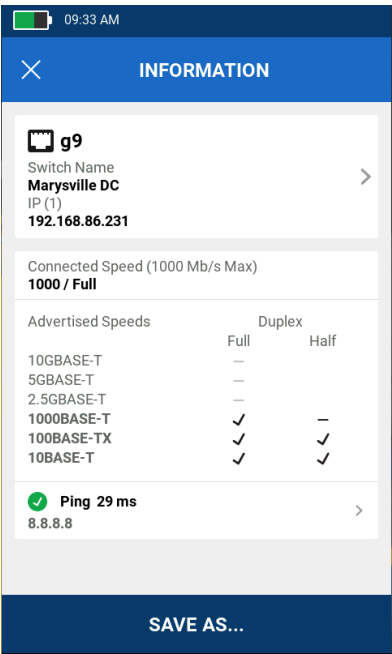 09:33 AM
INFORMATION
g9
Switch Name
Marysville DC
IP (1)
192.168.86.231
Connected Speed (1000 Mb/s Max)
1000 / Full
Advertised Speeds Duplex
Full Half
10GBASE-T –
5GBASE-T –
2.5GBASE-T –
1000BASE-T ✓ –
100BASE-TX ✓ ✓
10BASE-T ✓ ✓
Ping 29 ms
8.8.8.8
SAVE AS...